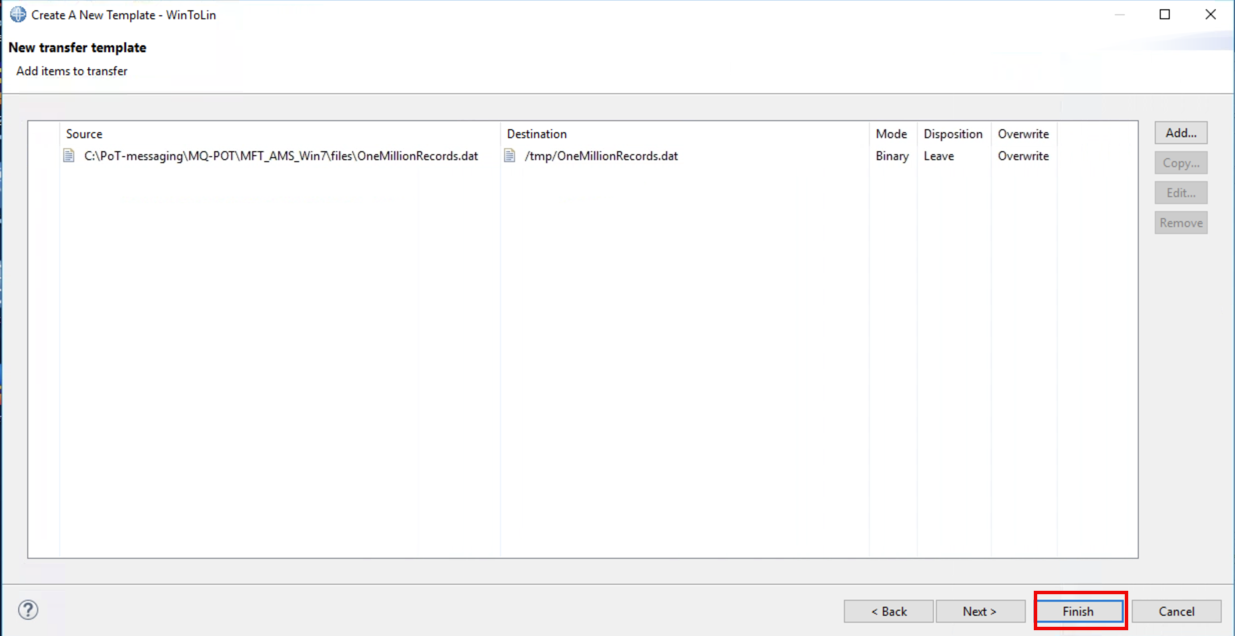 Create A New Template - WinToLin
New transfer template
Add items to transfer
Source Destination Mode Disposition Overwrite
C:\PoT-messaging\MQ-POT\MFT_AMS_Win7\files\OneMillionRecords.dat /tmp/OneMillionRecords.dat Binary Leave Overwrite
Add...
Copy...
Edit...
Remove
?
< Back Next > Finish Cancel